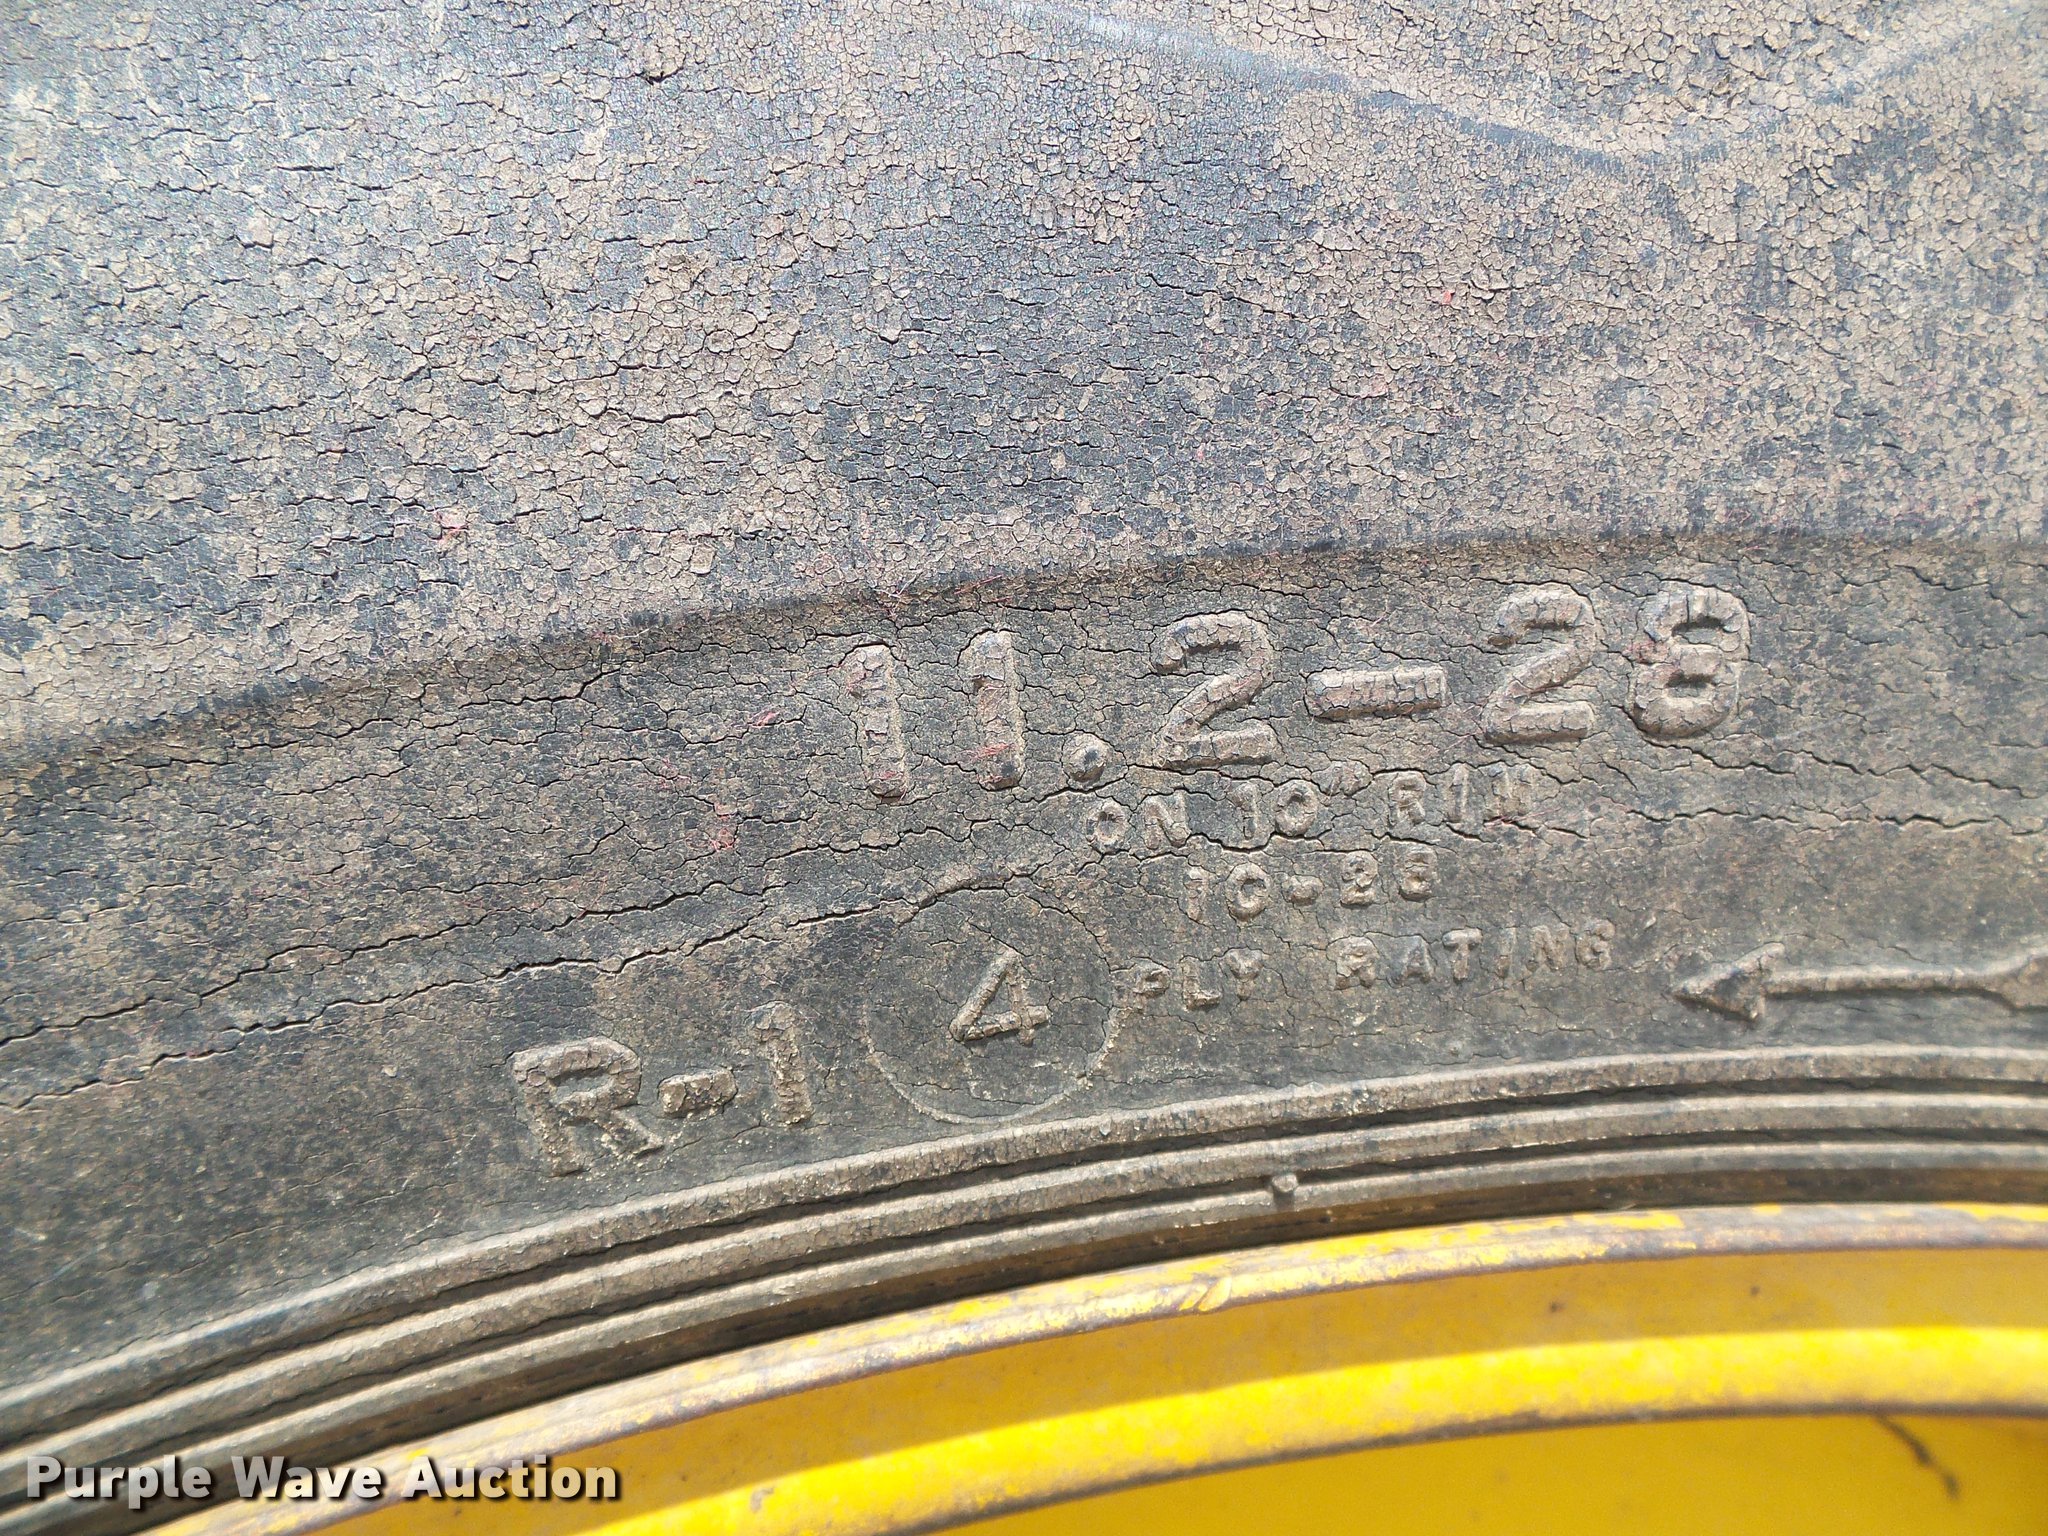 11.2-28
ON 10" RIM
10-28
R-1 4 PLY RATING
Purple Wave Auction